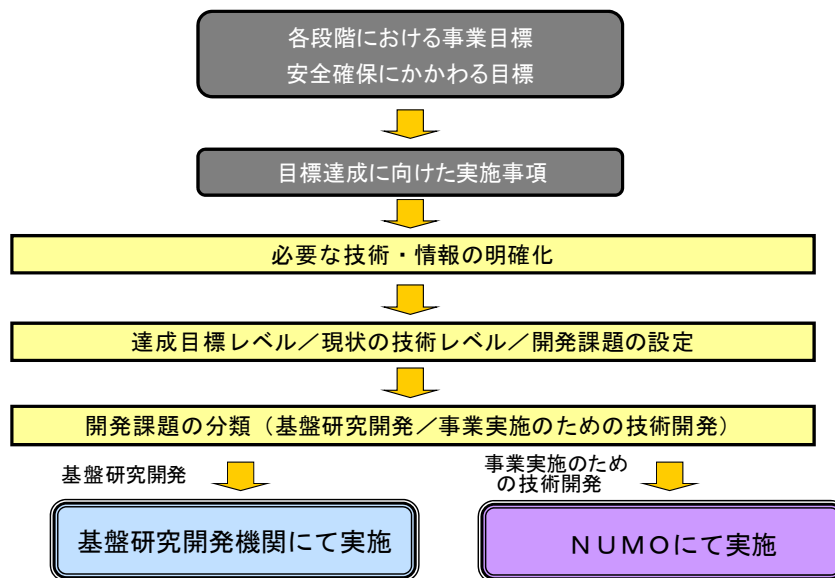 各段階における事業目標
安全確保にかかわる目標
目標達成に向けた実施事項
必要な技術・情報の明確化
達成目標レベル／現状の技術レベル／開発課題の設定
開発課題の分類（基盤研究開発／事業実施のための技術開発）
基盤研究開発
事業実施のため
の技術開発
基盤研究開発機関にて実施
ＮＵＭＯにて実施